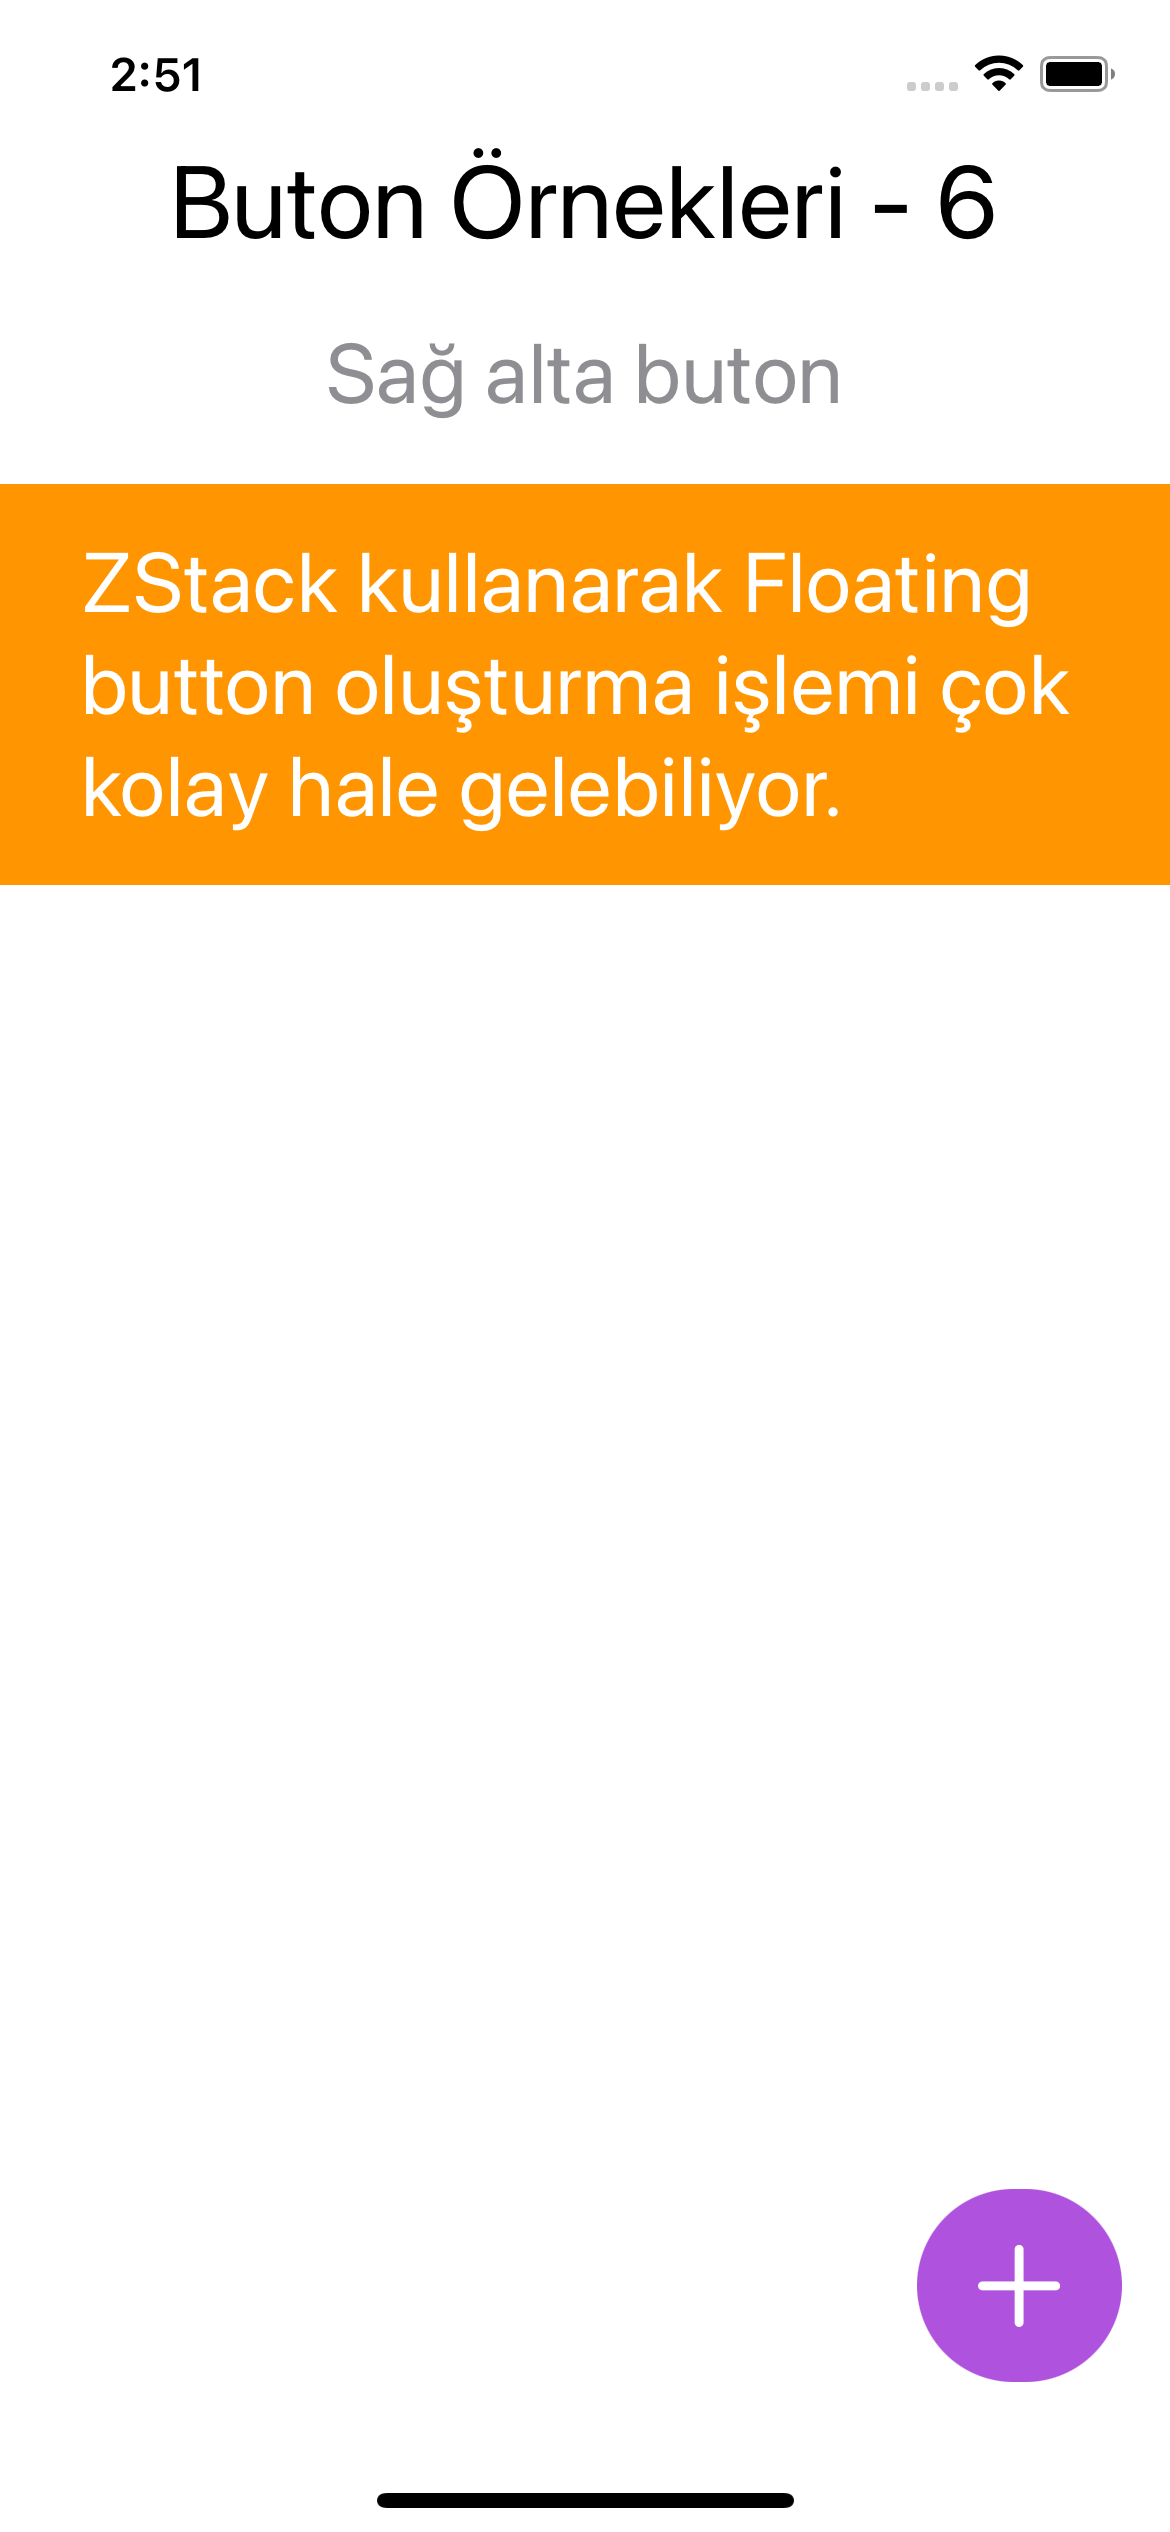 2:51
Buton Örnekleri - 6
Sağ alta buton
ZStack kullanarak Floating
button oluşturma işlemi çok
kolay hale gelebiliyor.